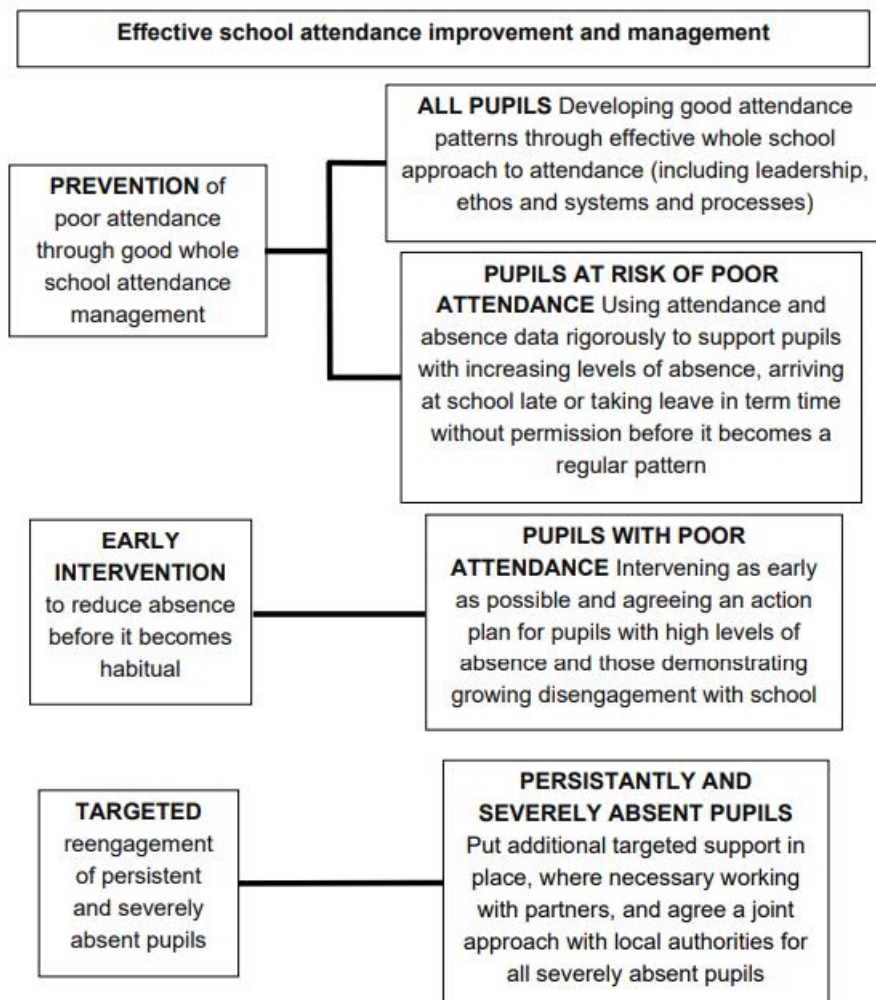 Effective school attendance improvement and management
PREVENTION of
poor attendance
through good whole
school attendance
management
ALL PUPILS Developing good attendance
patterns through effective whole school
approach to attendance (including leadership,
ethos and systems and processes)
PUPILS AT RISK OF POOR
ATTENDANCE Using attendance and
absence data rigorously to support pupils
with increasing levels of absence, arriving
at school late or taking leave in term time
without permission before it becomes a
regular pattern
EARLY
INTERVENTION
to reduce absence
before it becomes
habitual
PUPILS WITH POOR
ATTENDANCE Intervening as early
as possible and agreeing an action
plan for pupils with high levels of
absence and those demonstrating
growing disengagement with school
TARGETED
reengagement
of persistent
and severely
absent pupils
PERSISTANTLY AND
SEVERELY ABSENT PUPILS
Put additional targeted support in
place, where necessary working
with partners, and agree a joint
approach with local authorities for
all severely absent pupils